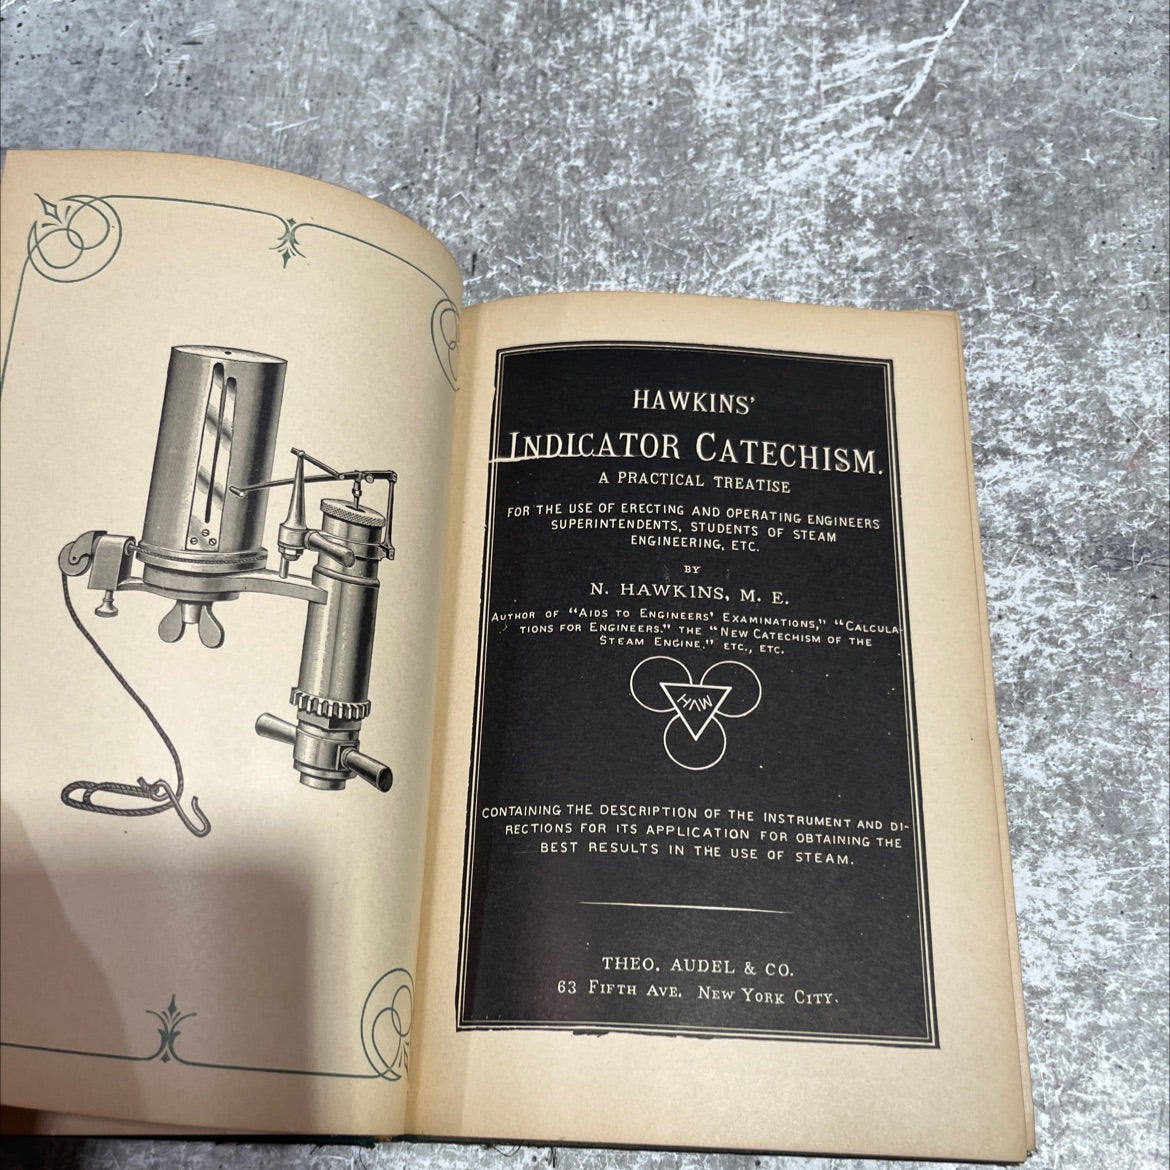 HAWKINS'
INDICATOR CATECHISM.
A PRACTICAL TREATISE
FOR THE USE OF ERECTING AND OPERATING ENGINEERS
SUPERINTENDENTS, STUDENTS OF STEAM
ENGINEERING, ETC.
BY
N. HAWKINS, M. E.
AUTHOR OF "AIDS TO ENGINEERS' EXAMINATIONS," "CALCULA-
TIONS FOR ENGINEERS." THE "NEW CATECHISM OF THE
STEAM ENGINE," ETC., ETC.
CONTAINING THE DESCRIPTION OF THE INSTRUMENT AND DI-
RECTIONS FOR ITS APPLICATION FOR OBTAINING THE
BEST RESULTS IN THE USE OF STEAM.
THEO. AUDEL & CO.
63 FIFTH AVE. NEW YORK CITY.